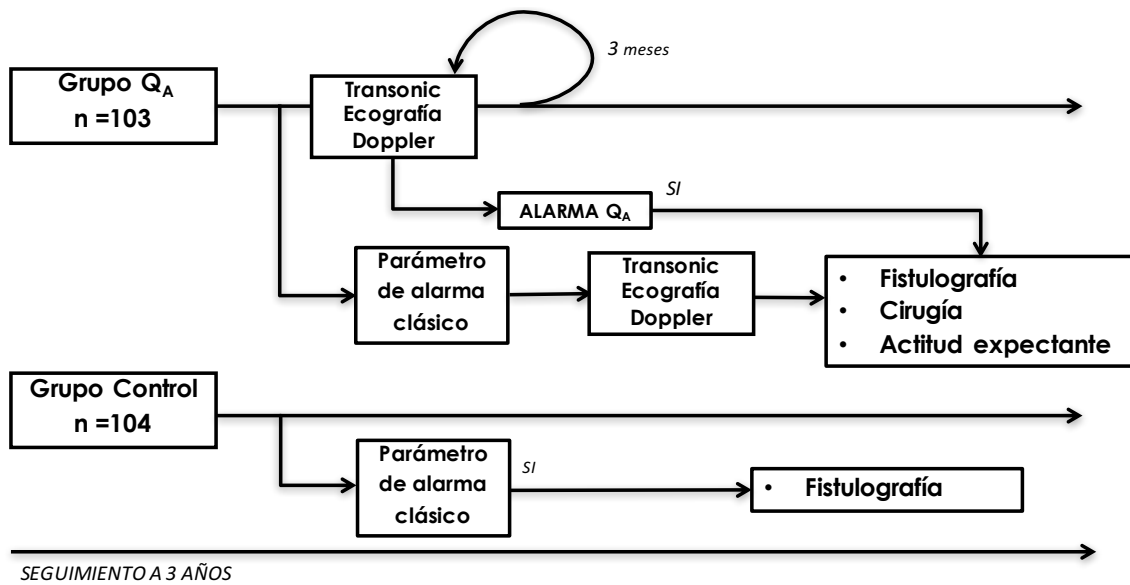 3 meses
Grupo QA
n =103
Transonic
Ecografía
Doppler
SI
ALARMA QA
Parámetro
de alarma
clásico
Transonic
Ecografía
Doppler
• Fistulografía
• Cirugía
• Actitud expectante
Grupo Control
n =104
Parámetro
de alarma
clásico
SI
• Fistulografía
SEGUIMIENTO A 3 AÑOS